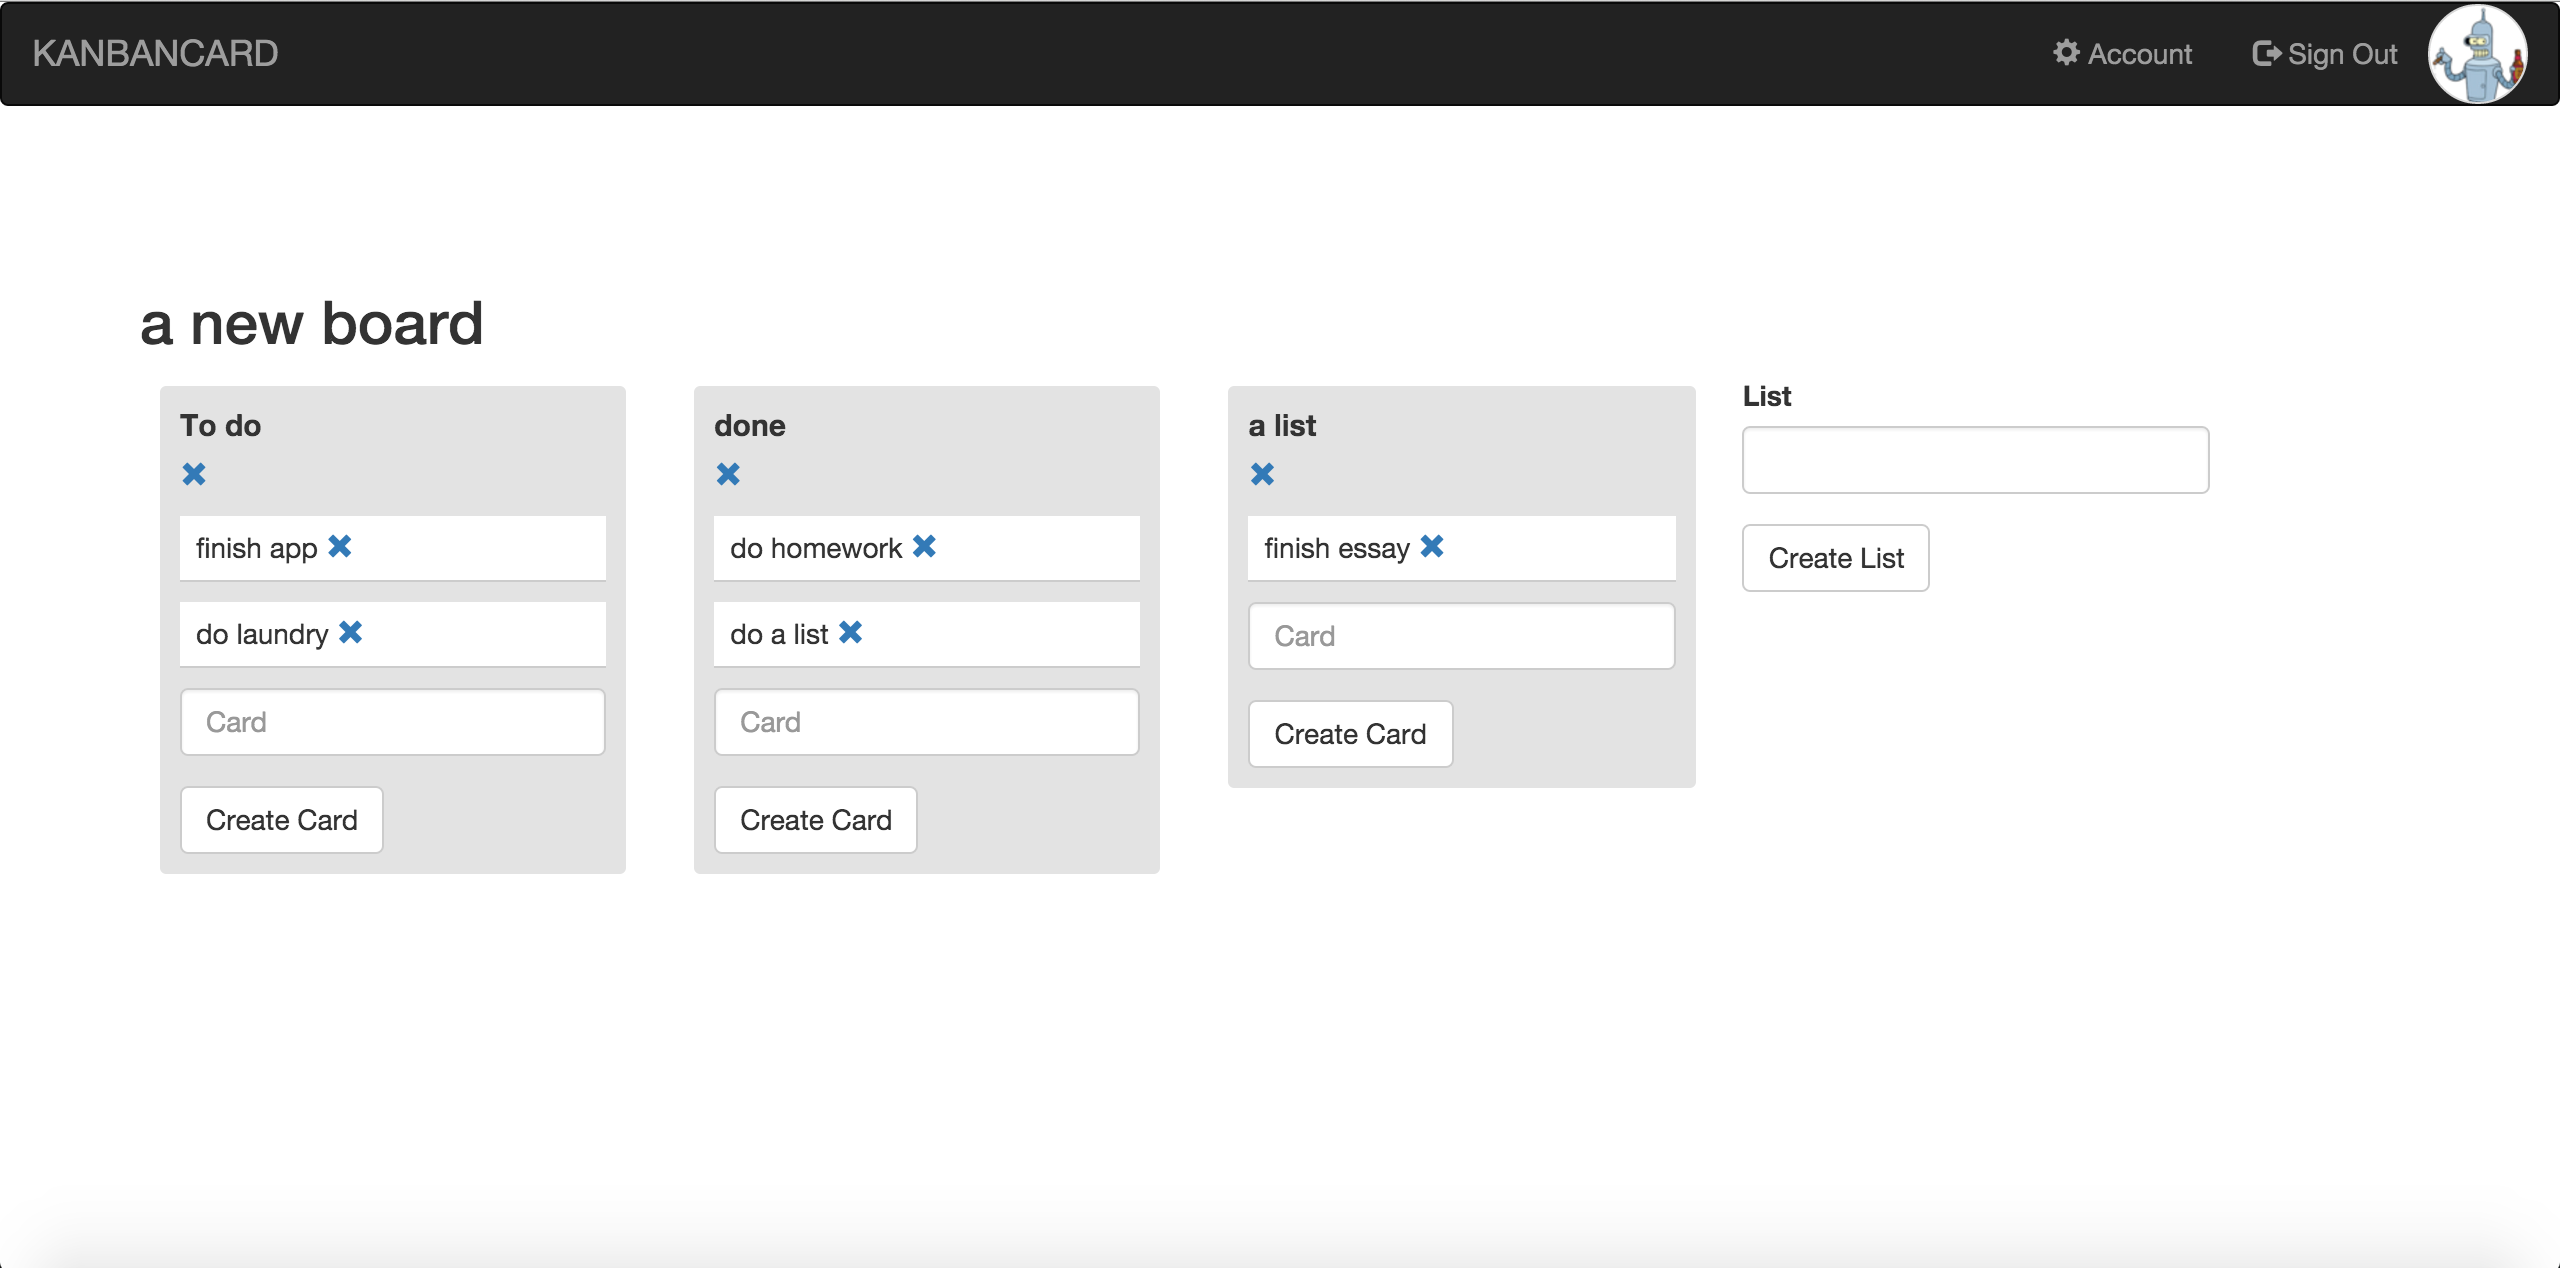 KANBANCARD
Account
Sign Out
a new board
To do
finish app
do laundry
Card
Create Card
done
do homework
do a list
Card
Create Card
a list
finish essay
Card
Create Card
List
Create List